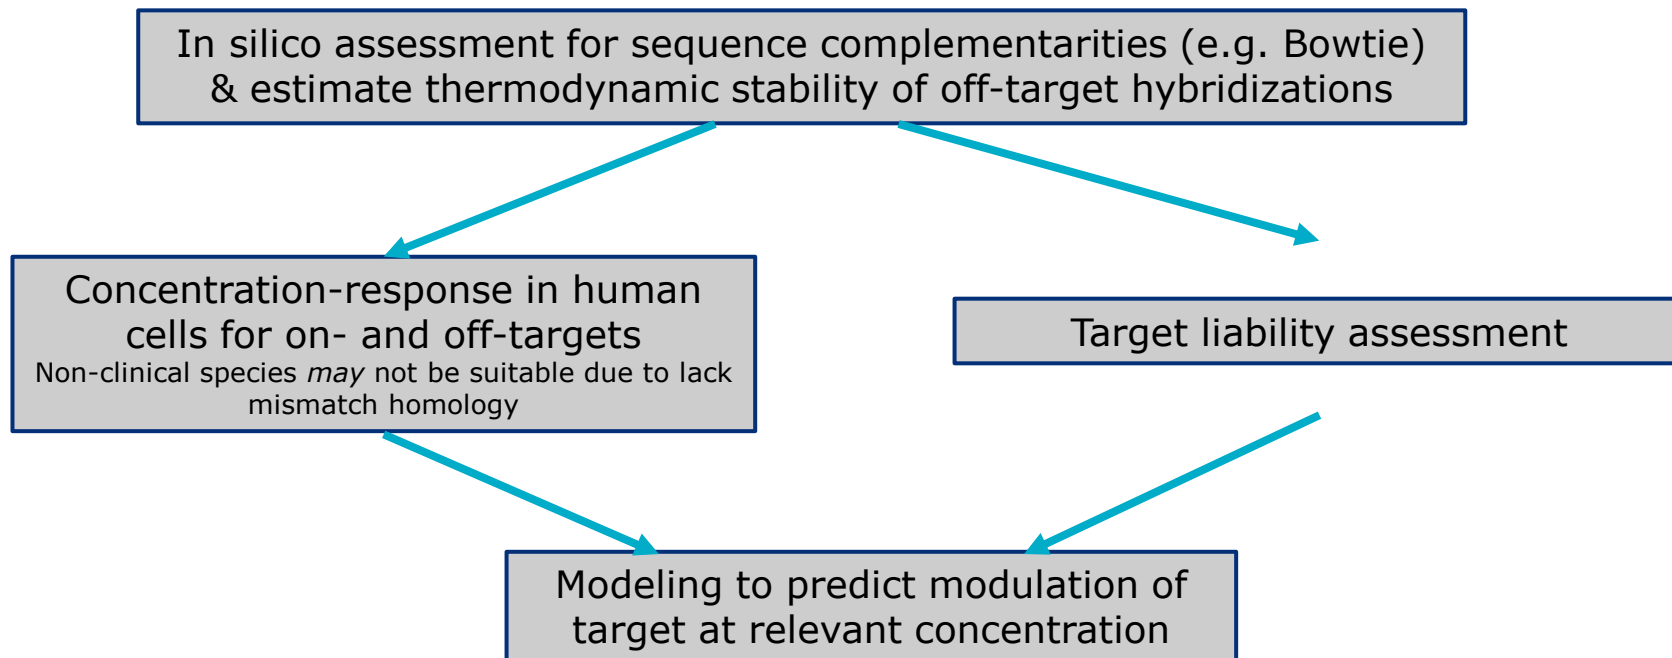 In silico assessment for sequence complementarities (e.g. Bowtie)
& estimate thermodynamic stability of off-target hybridizations
Concentration-response in human
cells for on- and off-targets
Non-clinical species may not be suitable due to lack
mismatch homology
Target liability assessment
Modeling to predict modulation of
target at relevant concentration